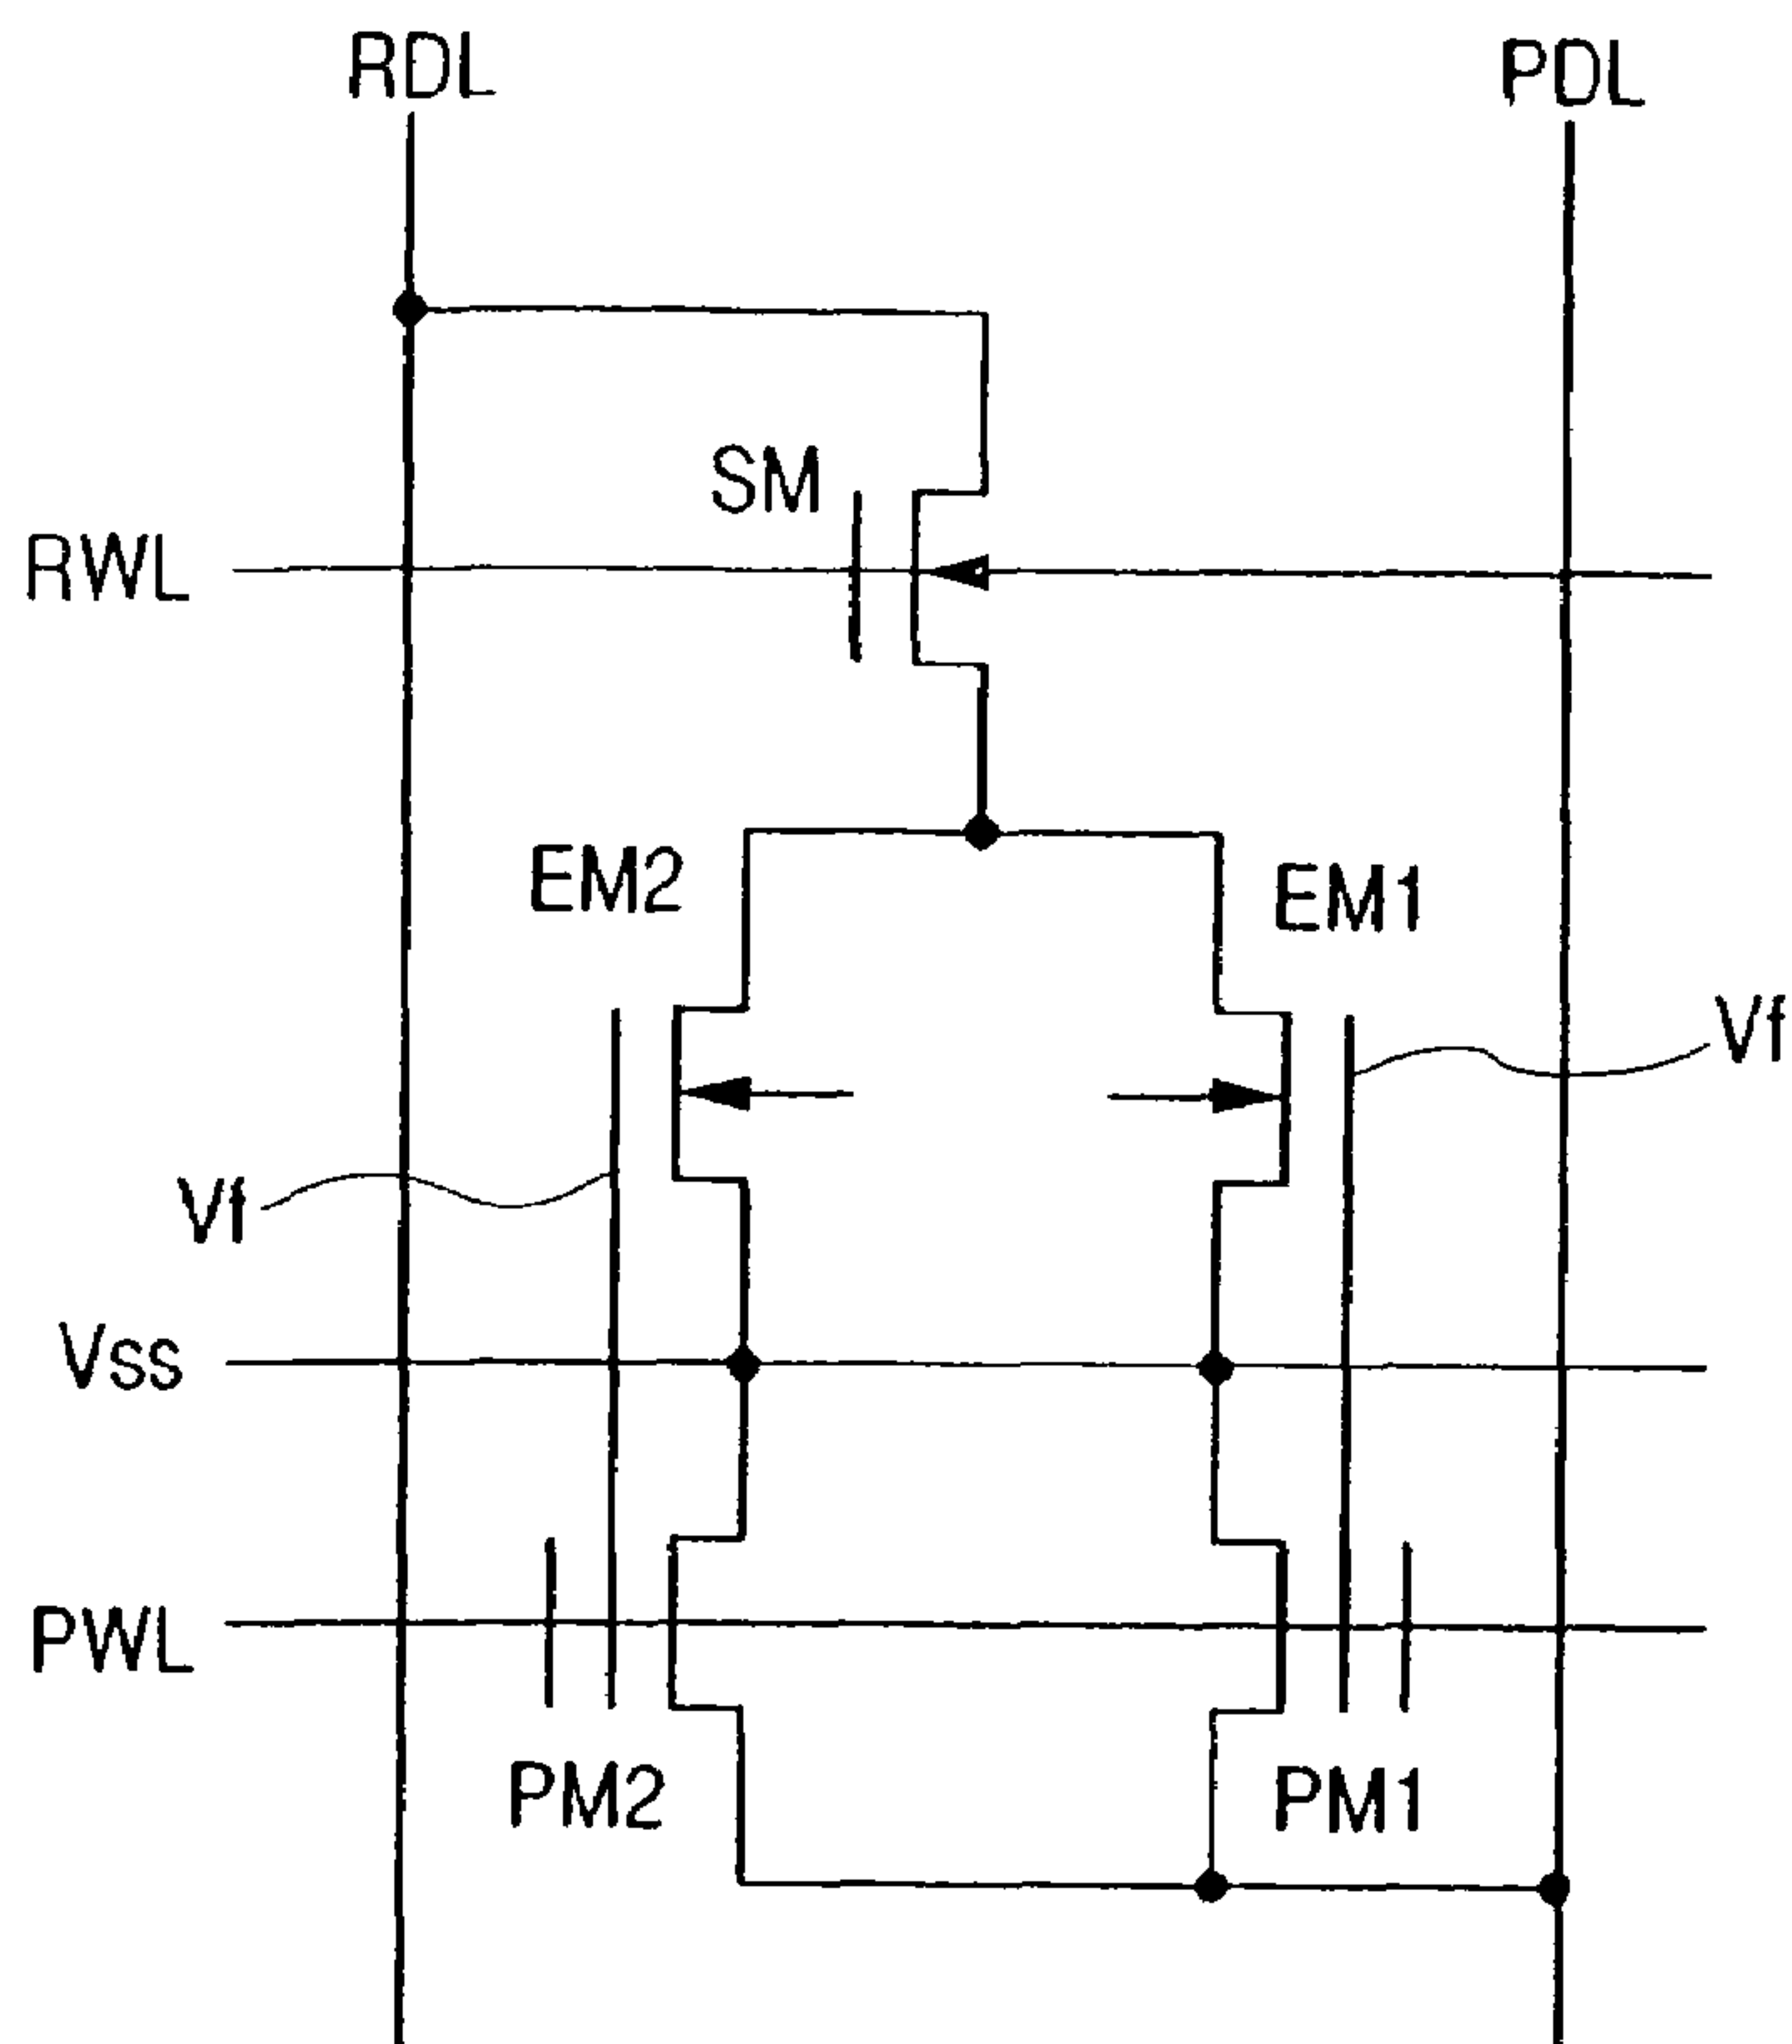 RDL
PDL
SM
RWL
EM2
EM1
Vf
Vf
Vss
PWL
PM2
PM1